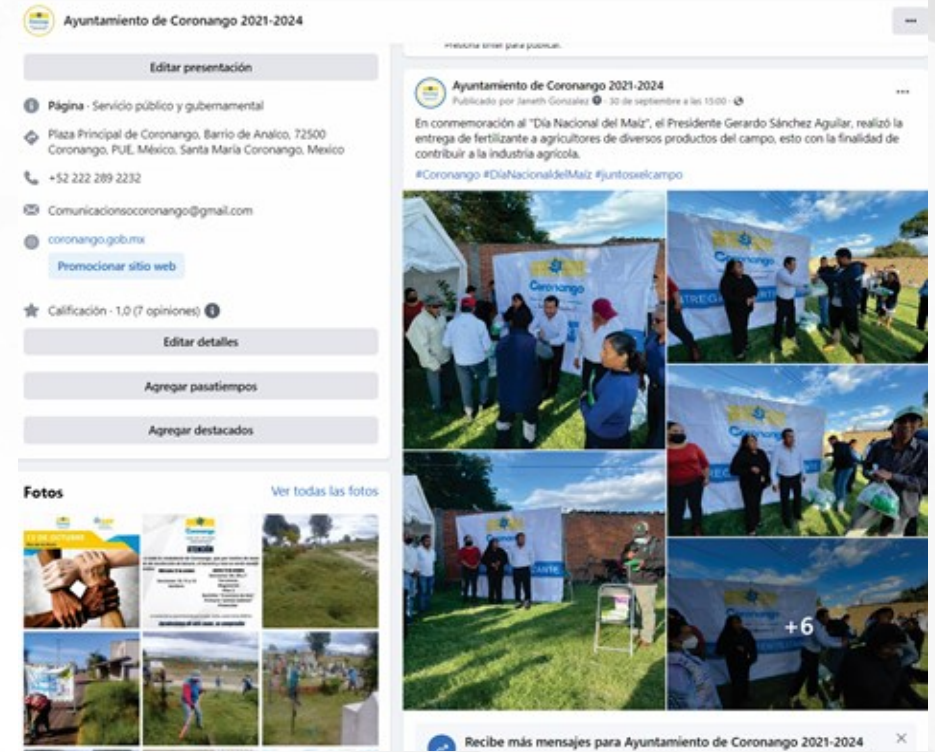 Ayuntamiento de Coronango 2021-2024
Editar presentación
Página · Servicio público y gubernamental
Plaza Principal de Coronango, Barrio de Analco, 72500
Coronango, PUE, México, Santa María Coronango, Mexico
+52 222 289 2232
Comunicacionsocoronango@gmail.com
coronango.gob.mx
Promocionar sitio web
Calificación · 1,0 (7 opiniones)
Editar detalles
Agregar pasatiempos
Agregar destacados
Fotos
Ver todas las fotos
12 DE OCTUBRE
Presiona Enter para publicar.
Ayuntamiento de Coronango 2021-2024
Publicado por Janeth Gonzalez · 30 de septiembre a las 15:00 ·
En conmemoración al "Día Nacional del Maíz", el Presidente Gerardo Sánchez Aguilar, realizó la
entrega de fertilizante a agricultores de diversos productos del campo, esto con la finalidad de
contribuir a la industria agrícola.
#Coronango #DíaNacionaldelMaíz #juntosxelcampo
Coronango
Coronango
Coronango
Coronango
+6
Recibe más mensajes para Ayuntamiento de Coronango 2021-2024